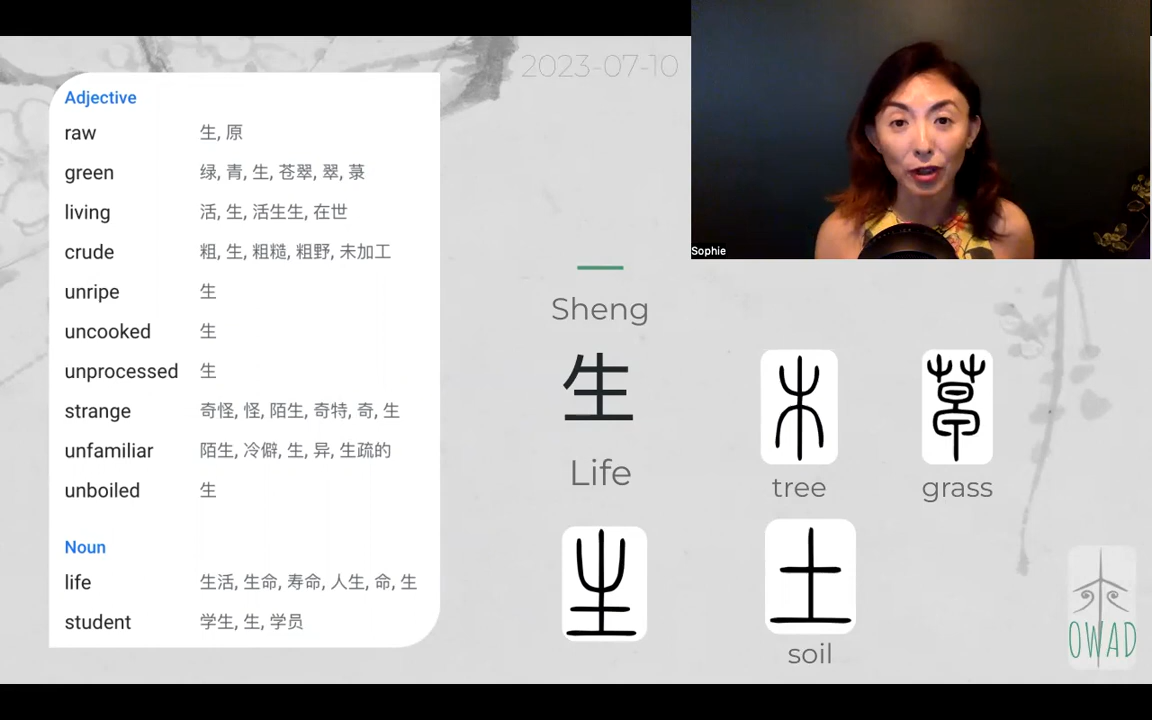 2023-07-10
Sophie
Adjective
raw 生, 原
green 绿, 青, 生, 苍翠, 翠, 菉
living 活, 生, 活生生, 在世
crude 粗, 生, 粗糙, 粗野, 未加工
unripe 生
uncooked 生
unprocessed 生
strange 奇怪, 怪, 陌生, 奇特, 奇, 生
unfamiliar 陌生, 冷僻, 生, 异, 生疏的
unboiled 生
Noun
life 生活, 生命, 寿命, 人生, 命, 生
student 学生, 生, 学员
Sheng
生
Life
生
木
tree
草
grass
土
soil
OWAD